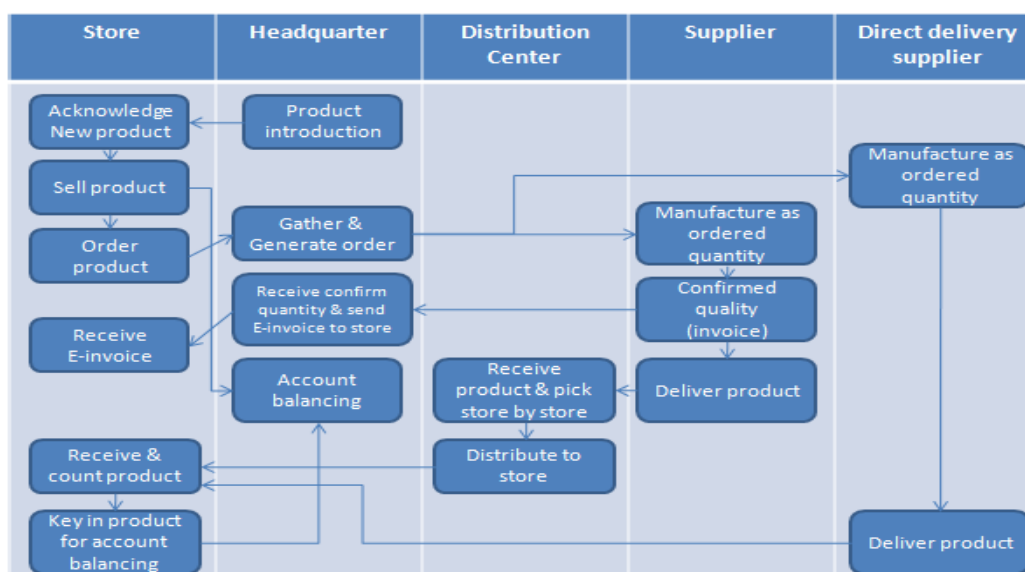 Store
Headquarter
Distribution
Center
Supplier
Direct delivery
supplier
Acknowledge
New product
Product
introduction
Sell product
Manufacture as
ordered
quantity
Order
product
Gather &
Generate order
Manufacture as
ordered
quantity
Receive
E-invoice
Receive confirm
quantity & send
E-invoice to store
Confirmed
quality
(invoice)
Account
balancing
Receive
product & pick
store by store
Deliver product
Receive &
count product
Distribute to
store
Key in product
for account
balancing
Deliver product